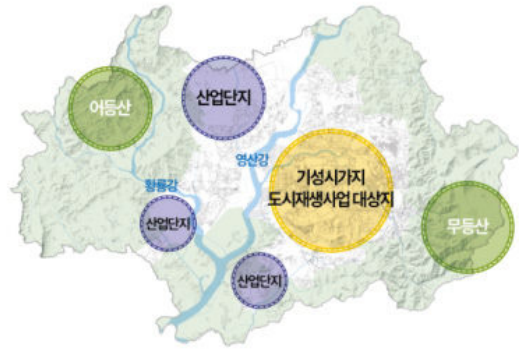 어등산
산업단지
영산강
기성시가지
도시재생사업 대상지
황룡강
산업단지
무등산
산업단지